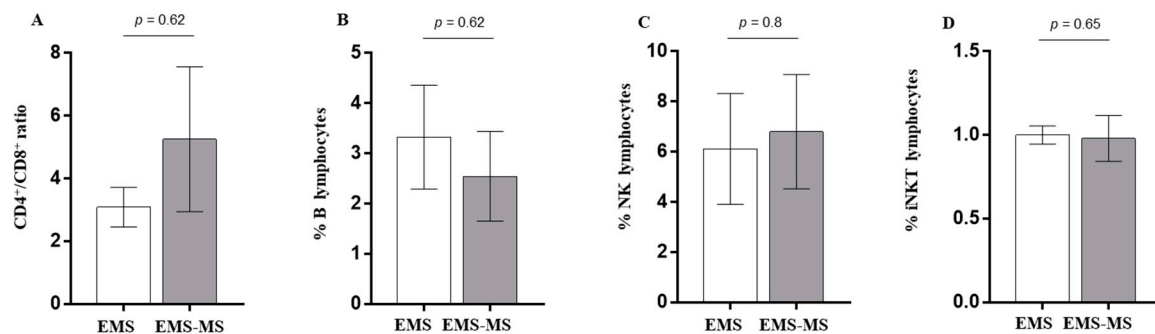 A
p = 0.62
CD4⁺/CD8⁺ ratio
8
6
4
2
0
EMS EMS-MS
B
p = 0.62
% B lymphocytes
5
4
3
2
1
0
EMS EMS-MS
C
p = 0.8
% NK lymphocytes
10
8
6
4
2
0
EMS EMS-MS
D
p = 0.65
% iNKT lymphocytes
1.5
1.0
0.5
0.0
EMS EMS-MS